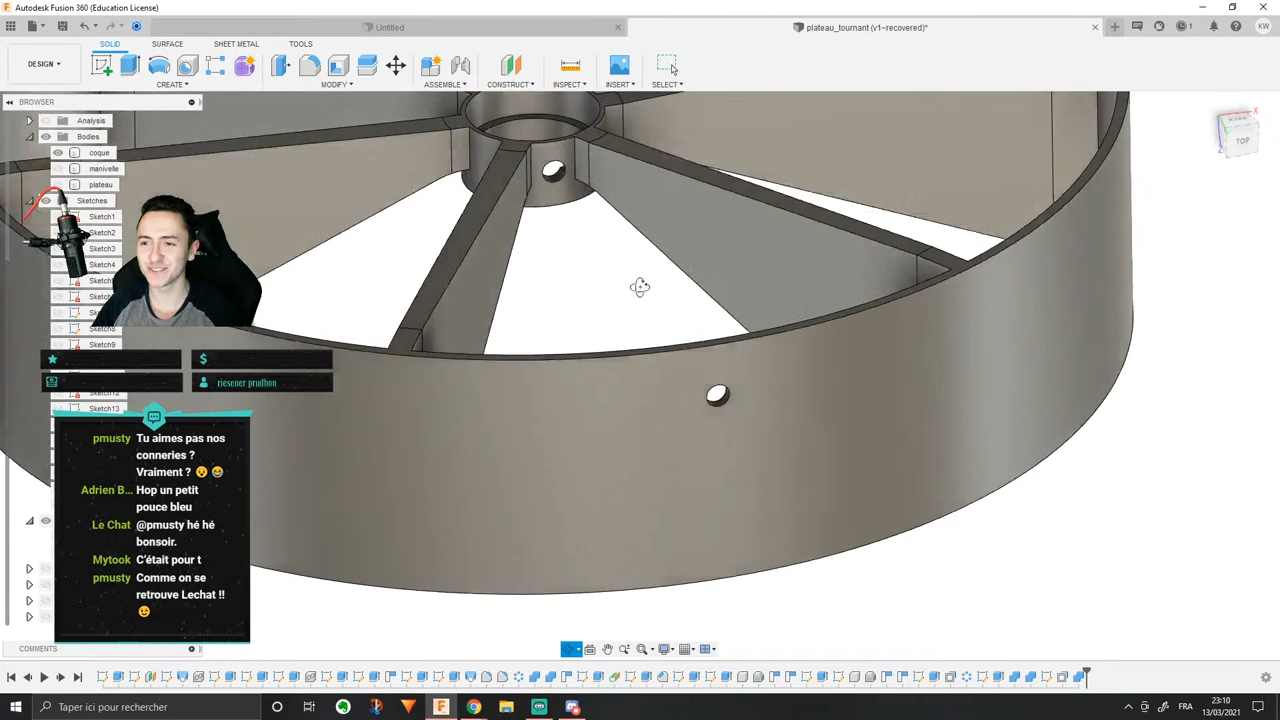 Autodesk Fusion 360 (Education License)
Untitled
plateau_tournant (v1~recovered)*
1
KW
SOLID
SURFACE
SHEET METAL
TOOLS
DESIGN
CREATE
MODIFY
ASSEMBLE
CONSTRUCT
INSPECT
INSERT
SELECT
BROWSER
Analysis
Bodies
coque
manivelle
plateau
Sketches
Sketch1
Sketch2
Sketch3
Sketch4
Sketch8
Sketch9
Sketch12
Sketch13
TOP
X
Z
riesener prudhon
pmusty Tu aimes pas nos
conneries ?
Vraiment ? 😮 😂
Adrien B... Hop un petit
pouce bleu
Le Chat @pmusty hé hé
bonsoir.
Mytook C'était pour t
pmusty Comme on se
retrouve Lechat !!
😉
COMMENTS
Taper ici pour rechercher
FRA
23:10
13/03/2021